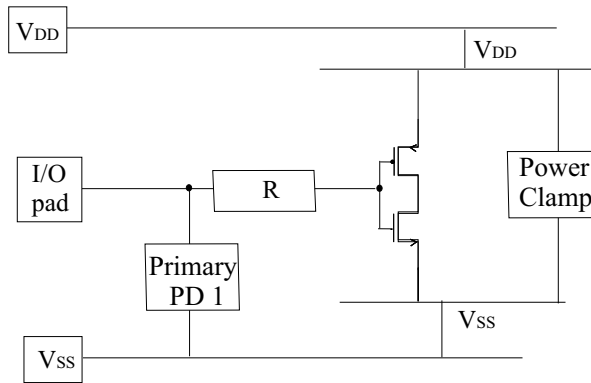 VDD
VDD
I/O
pad
R
Power
Clamp
Primary
PD 1
VSS
VSS